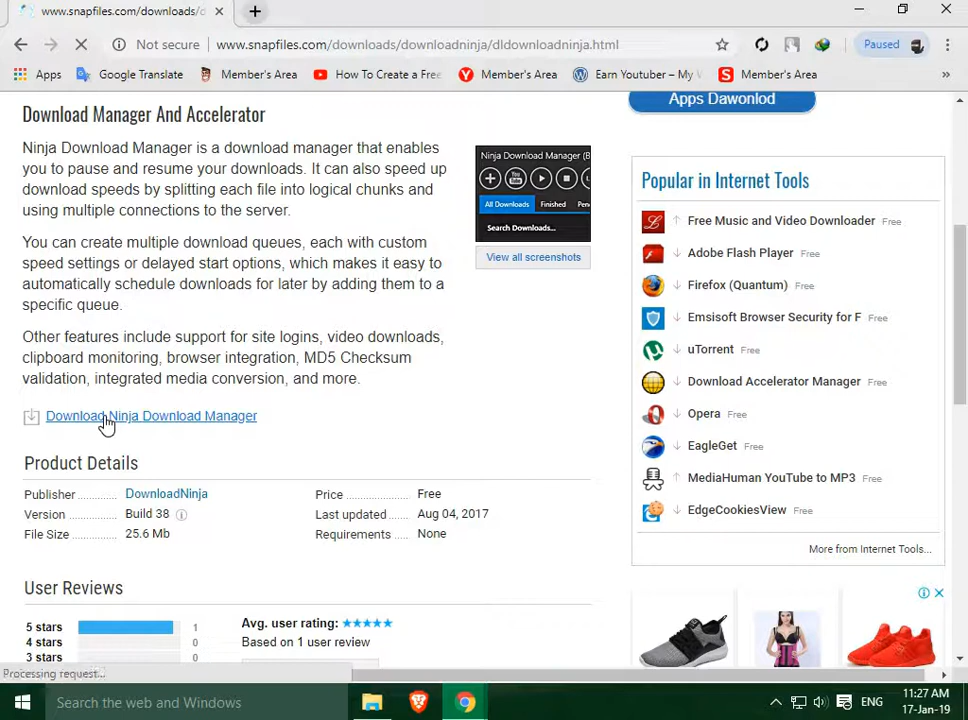 www.snapfiles.com/downloads/d
Not secure www.snapfiles.com/downloads/downloadninja/dldownloadninja.html Paused
Apps Google Translate Member's Area How To Create a Fre Member's Area Earn Youtuber – My V Member's Area »
Download Manager And Accelerator
Ninja Download Manager is a download manager that enables
you to pause and resume your downloads. It can also speed up
download speeds by splitting each file into logical chunks and
using multiple connections to the server.
You can create multiple download queues, each with custom
speed settings or delayed start options, which makes it easy to
automatically schedule downloads for later by adding them to a
specific queue.
Other features include support for site logins, video downloads,
clipboard monitoring, browser integration, MD5 Checksum
validation, integrated media conversion, and more.
Download Ninja Download Manager
Ninja Download Manager (B
You Tube
All Downloads Finished Pen
Search Downloads...
View all screenshots
Product Details
Publisher DownloadNinja
Version Build 38
File Size 25.6 Mb
Price Free
Last updated Aug 04, 2017
Requirements None
User Reviews
5 stars 1
4 stars 0
3 stars 0
Avg. user rating: ★★★★★
Based on 1 user review
Apps Dawonlod
Popular in Internet Tools
Free Music and Video Downloader Free
Adobe Flash Player Free
Firefox (Quantum) Free
Emsisoft Browser Security for F Free
uTorrent Free
Download Accelerator Manager Free
Opera Free
EagleGet Free
MediaHuman YouTube to MP3 Free
EdgeCookiesView Free
More from Internet Tools...
Processing request...
Search the web and Windows
ENG
11:27 AM
17-Jan-19